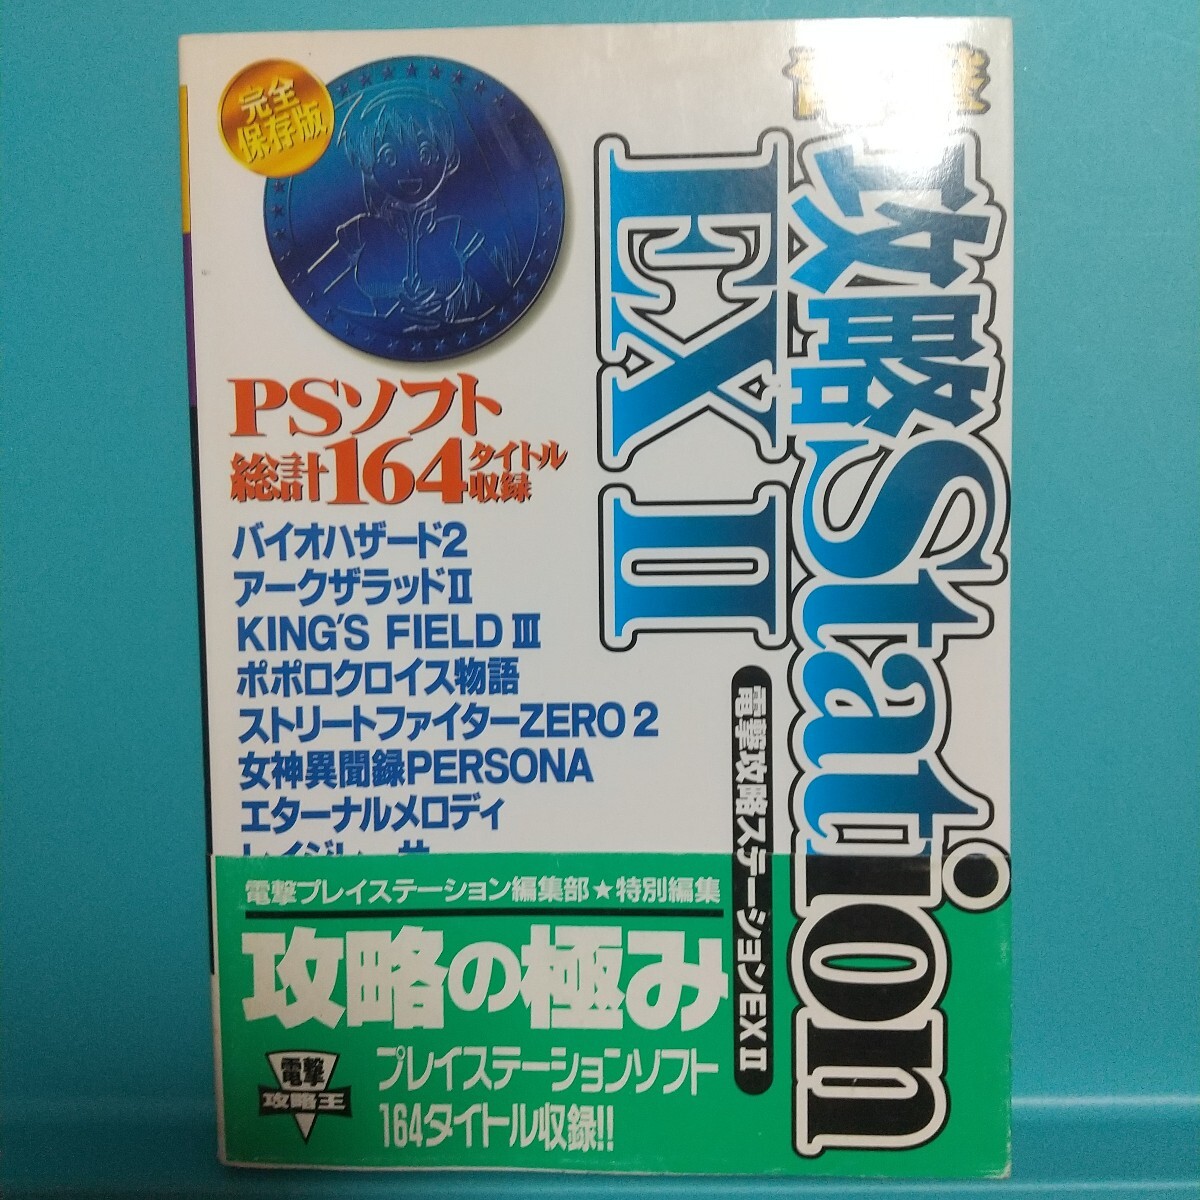 完全
保存版
電撃
攻略Station
EX II
電撃攻略ステーションEX II
PSソフト
総計164タイトル収録
バイオハザード2
アークザラッドII
KING'S FIELD III
ポポロクロイス物語
ストリートファイターZERO 2
女神異聞録PERSONA
エターナルメロディ
電撃プレイステーション編集部★特別編集
攻略の極み
電撃
攻略王
プレイステーションソフト
164タイトル収録!!